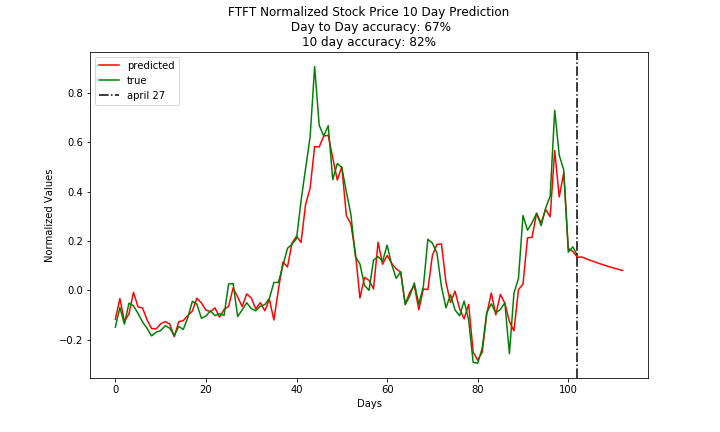 FTFT Normalized Stock Price 10 Day Prediction
Day to Day accuracy: 67%
10 day accuracy: 82%
predicted
true
april 27
Normalized Values
0.8
0.6
0.4
0.2
0.0
−0.2
0 20 40 60 80 100
Days